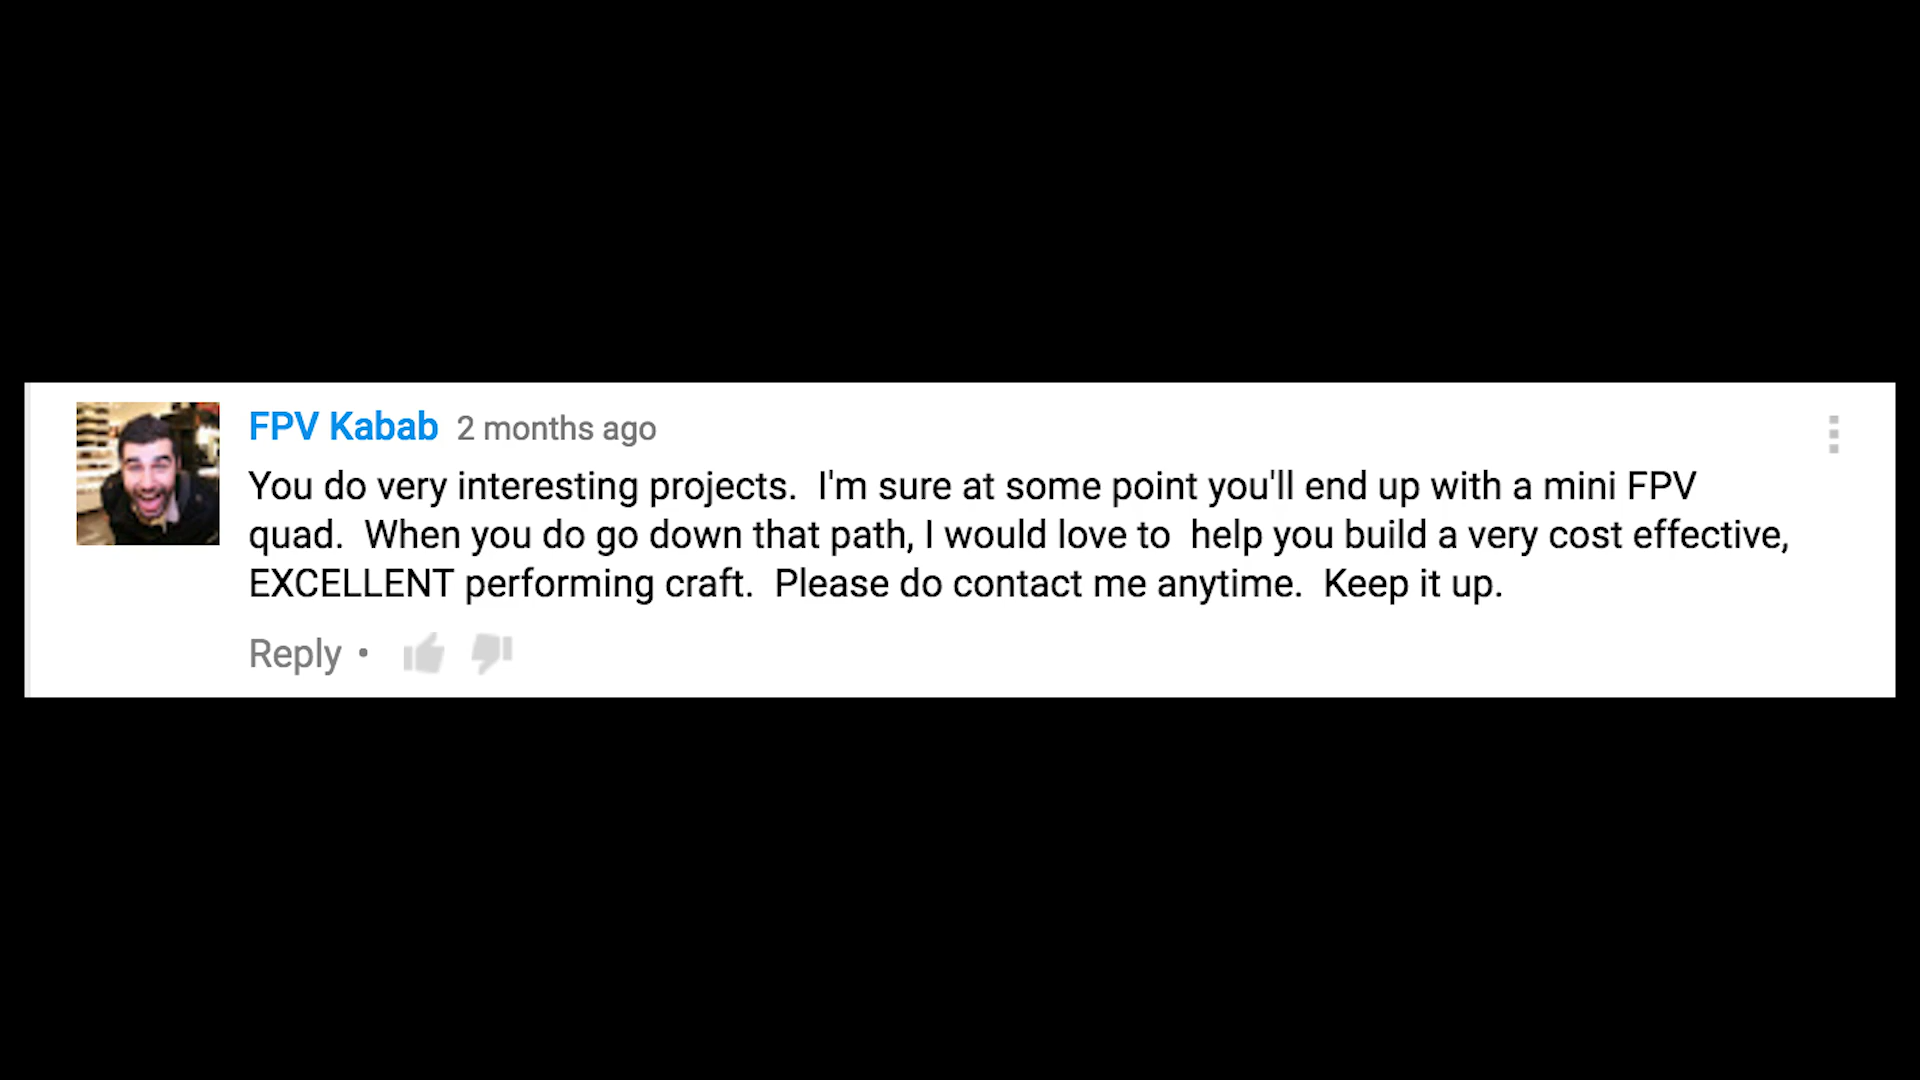 FPV Kabab 2 months ago
You do very interesting projects.  I'm sure at some point you'll end up with a mini FPV
quad.  When you do go down that path, I would love to  help you build a very cost effective,
EXCELLENT performing craft.  Please do contact me anytime.  Keep it up.
Reply •